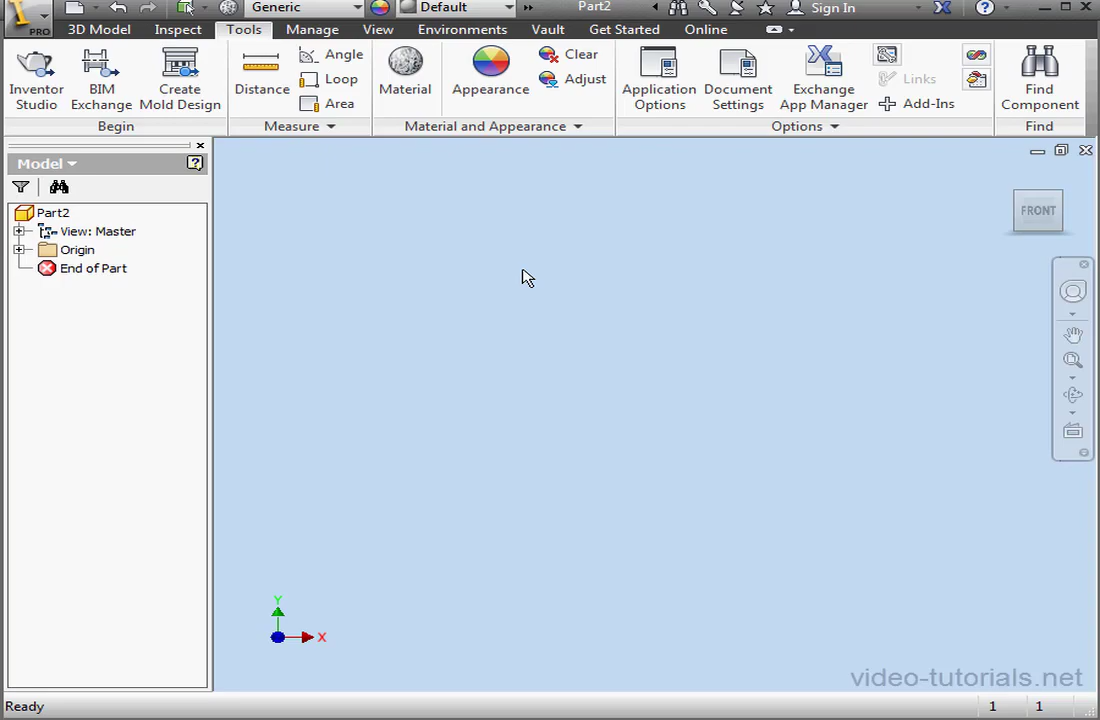 Generic Default Part2 Sign In
PRO 3D Model Inspect Tools Manage View Environments Vault Get Started Online
Inventor Studio
BIM Exchange
Create Mold Design
Distance
Angle
Loop
Area
Material
Appearance
Clear
Adjust
Application Options
Document Settings
Exchange App Manager
Links
Add-Ins
Find Component
Begin Measure Material and Appearance Options Find
Model
Part2
View: Master
Origin
End of Part
FRONT
Y
X
video-tutorials.net
Ready 1 1